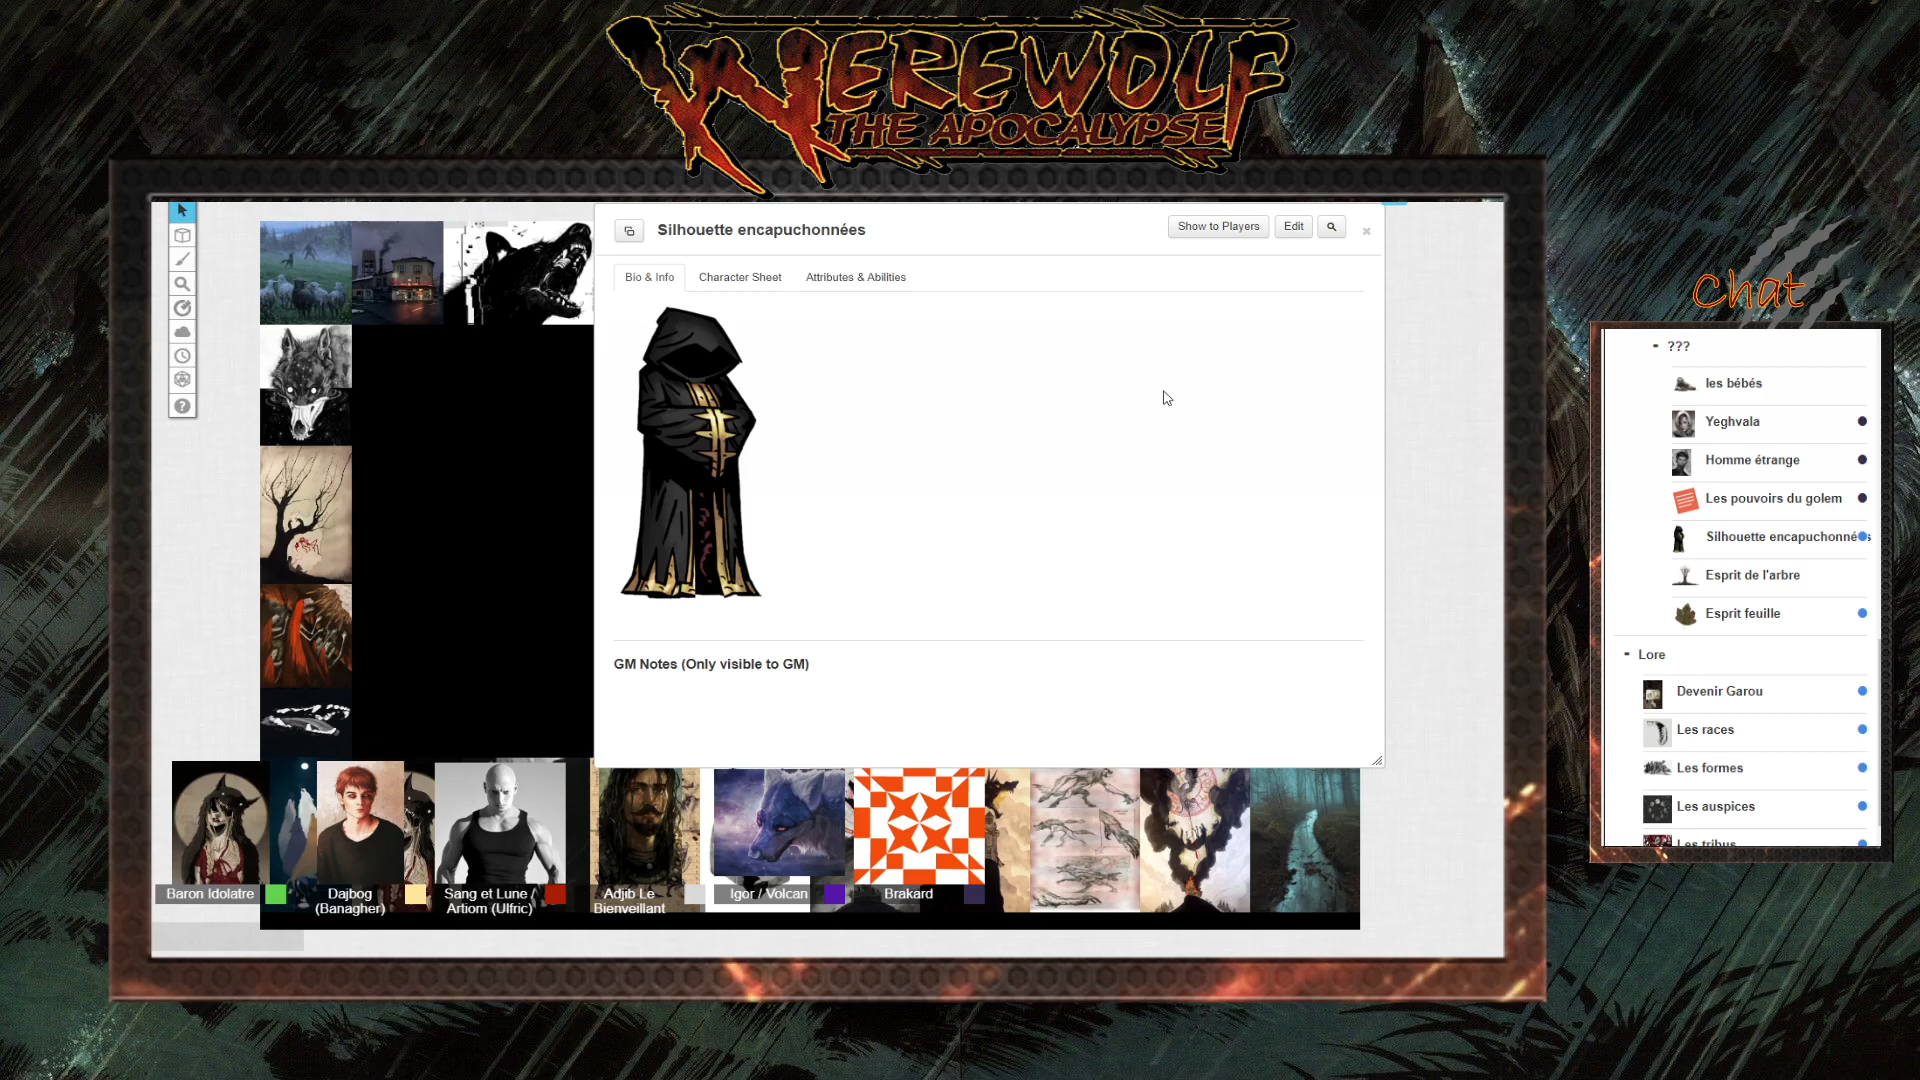 WEREWOLF
THE APOCALYPSE
Silhouette encapuchonnées
Show to Players
Edit
Bio & Info
Character Sheet
Attributes & Abilities
GM Notes (Only visible to GM)
Baron Idolatre
Dajbog
(Banagher)
Sang et Lune /
Artiom (Ulfric)
Adjib Le
Bienveillant
Igor / Volcan
Brakard
Chat
???
les bébés
Yeghvala
Homme étrange
Les pouvoirs du golem
Silhouette encapuchonnées
Esprit de l'arbre
Esprit feuille
Lore
Devenir Garou
Les races
Les formes
Les auspices
Les tribus